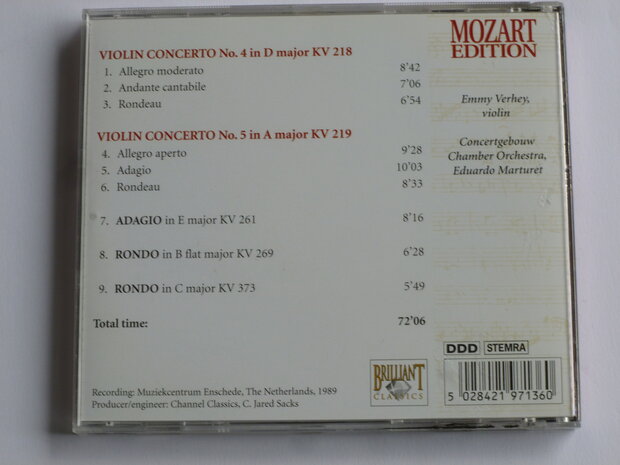 MOZART
EDITION
VIOLIN CONCERTO No. 4 in D major KV 218
1. Allegro moderato 8'42
2. Andante cantabile 7'06
3. Rondeau 6'54
Emmy Verhey,
violin
VIOLIN CONCERTO No. 5 in A major KV 219
4. Allegro aperto 9'28
5. Adagio 10'03
6. Rondeau 8'33
Concertgebouw
Chamber Orchestra,
Eduardo Marturet
7. ADAGIO in E major KV 261 8'16
8. RONDO in B flat major KV 269 6'28
9. RONDO in C major KV 373 5'49
Total time: 72'06
DDD STEMRA
BRILLIANT
CLASSICS
5 028421 971360
Recording: Muziekcentrum Enschede, The Netherlands, 1989
Producer/engineer: Channel Classics, C. Jared Sacks